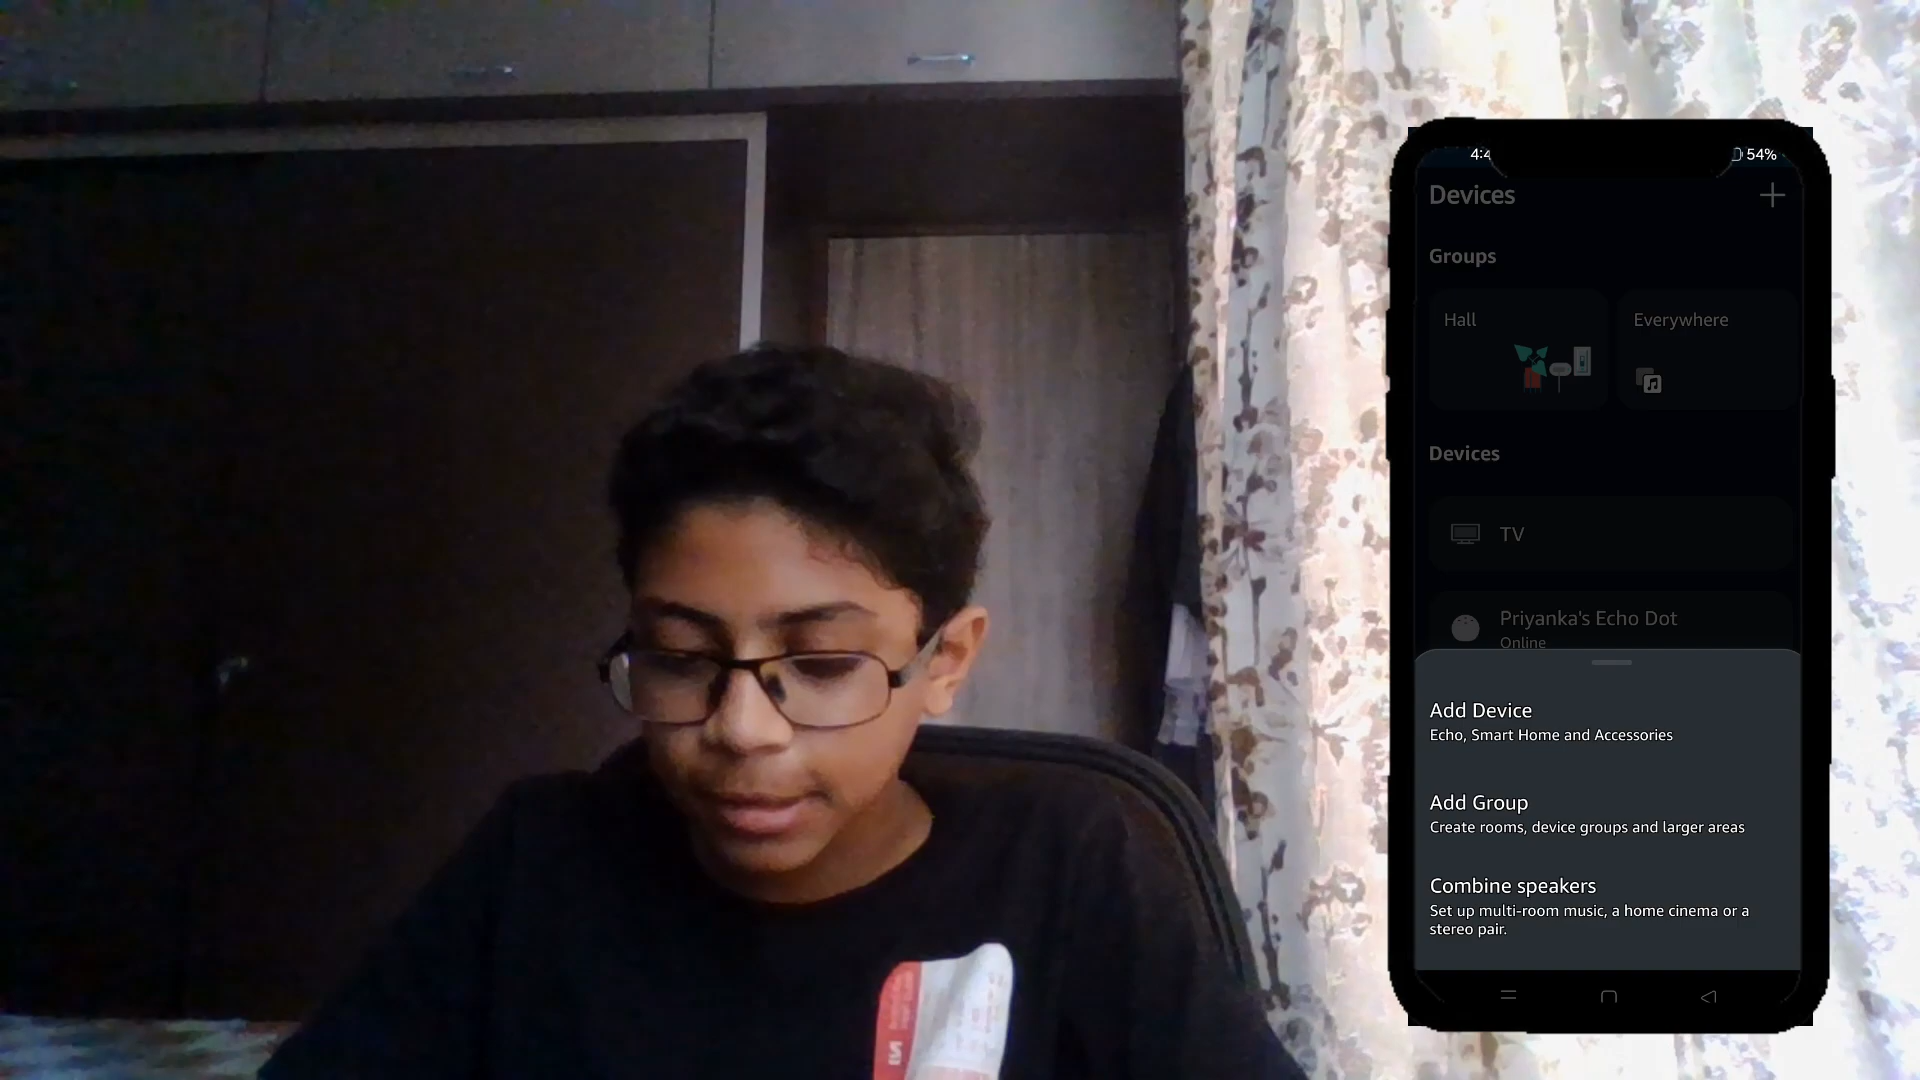 4:4
54%
Devices
Groups
Hall
Everywhere
Devices
TV
Priyanka's Echo Dot
Online
Add Device
Echo, Smart Home and Accessories
Add Group
Create rooms, device groups and larger areas
Combine speakers
Set up multi-room music, a home cinema or a
stereo pair.